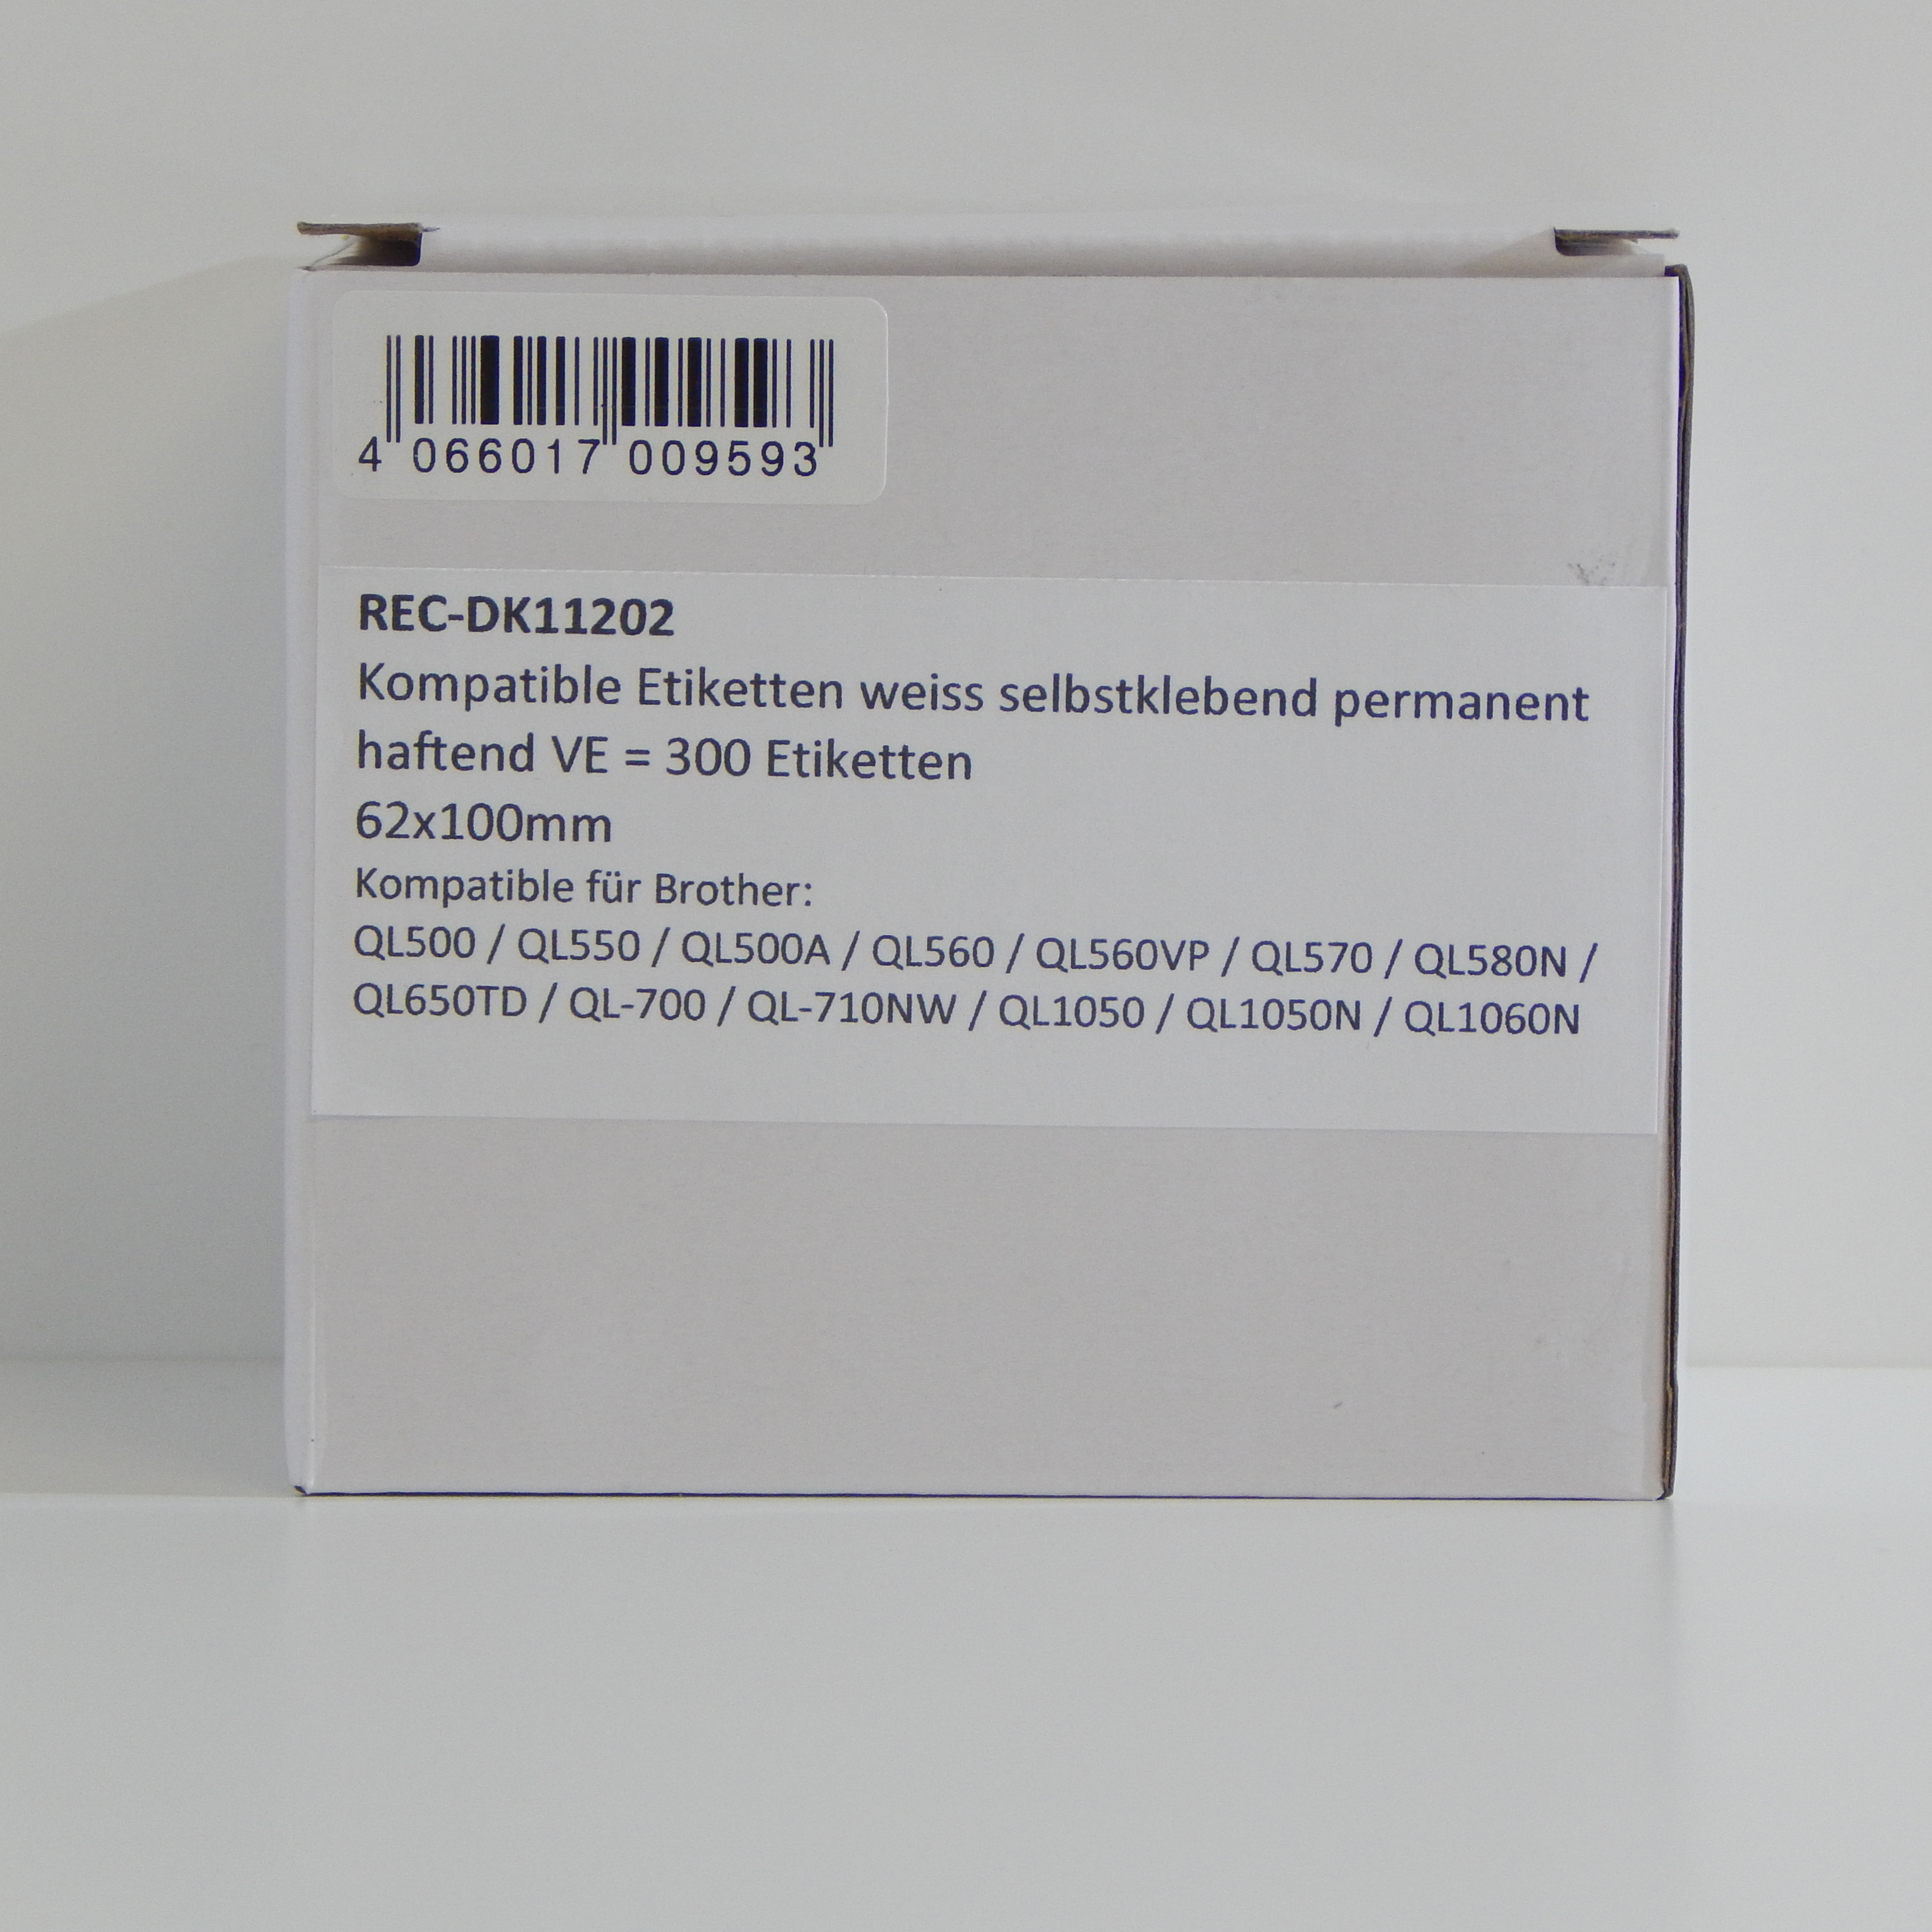 4 066017 009593
REC-DK11202
Kompatible Etiketten weiss selbstklebend permanent
haftend VE = 300 Etiketten
62x100mm
Kompatible für Brother:
QL500 / QL550 / QL500A / QL560 / QL560VP / QL570 / QL580N /
QL650TD / QL-700 / QL-710NW / QL1050 / QL1050N / QL1060N